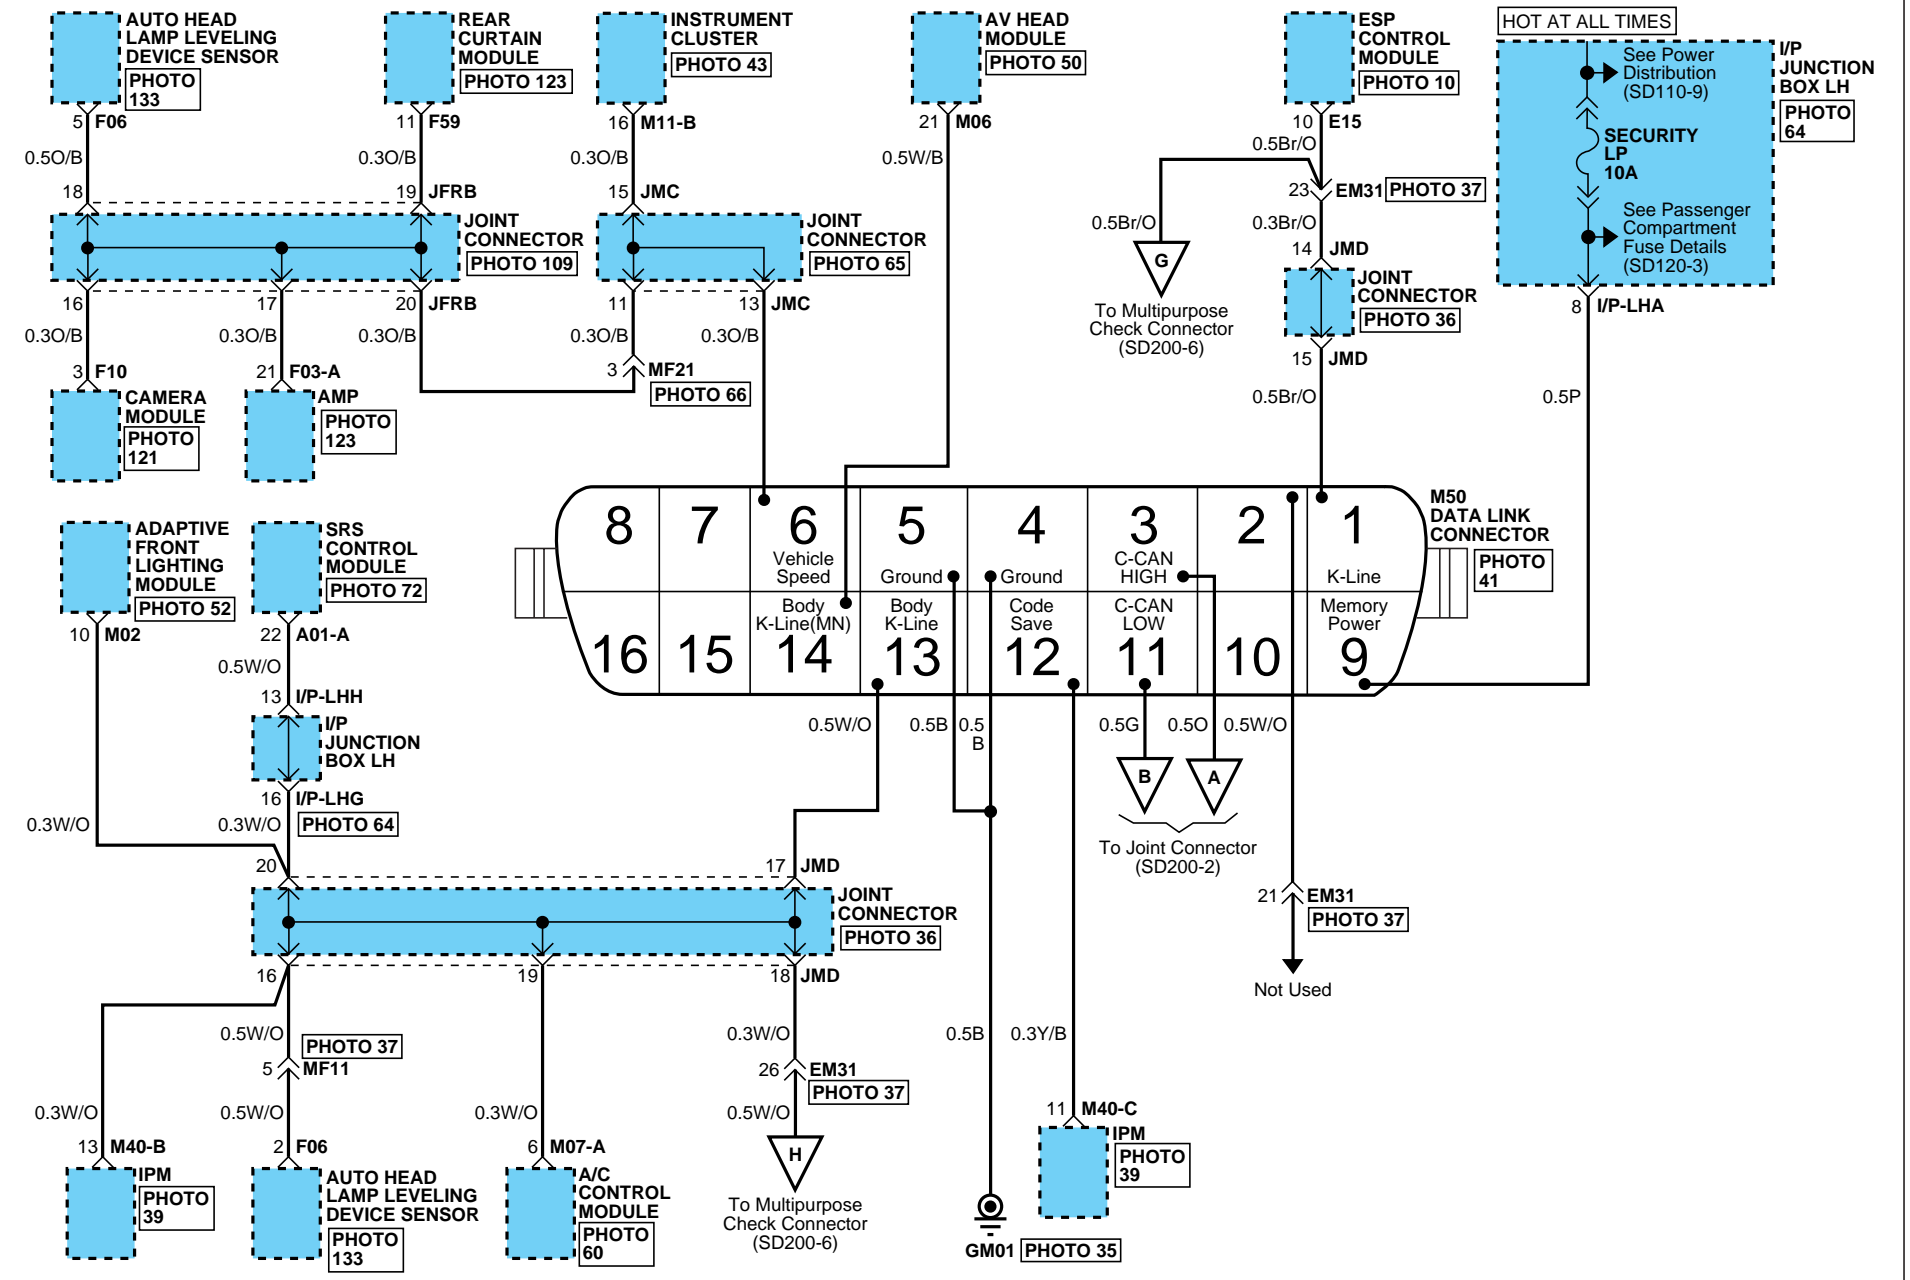 AUTO HEAD
LAMP LEVELING
DEVICE SENSOR
PHOTO
133
5 F06
0.5O/B
18
REAR
CURTAIN
MODULE
PHOTO 123
11 F59
0.3O/B
19 JFRB
JOINT
CONNECTOR
PHOTO 109
16
17
20 JFRB
0.3O/B
0.3O/B
0.3O/B
3 F10
CAMERA
MODULE
PHOTO
121
21 F03-A
AMP
PHOTO
123
INSTRUMENT
CLUSTER
PHOTO 43
16 M11-B
0.3O/B
15 JMC
JOINT
CONNECTOR
PHOTO 65
11
13 JMC
0.3O/B
0.3O/B
3 MF21
PHOTO 66
AV HEAD
MODULE
PHOTO 50
21 M06
0.5W/B
ESP
CONTROL
MODULE
PHOTO 10
10 E15
0.5Br/O
23 EM31 PHOTO 37
0.5Br/O
0.3Br/O
G
To Multipurpose
Check Connector
(SD200-6)
14 JMD
JOINT
CONNECTOR
PHOTO 36
15 JMD
0.5Br/O
HOT AT ALL TIMES
See Power
Distribution
(SD110-9)
SECURITY
LP
10A
See Passenger
Compartment
Fuse Details
(SD120-3)
I/P
JUNCTION
BOX LH
PHOTO
64
8 I/P-LHA
0.5P
8 7 6 5 4 3 2 1
Vehicle
Speed
Ground
Ground
C-CAN
HIGH
K-Line
Body
K-Line(MN)
Body
K-Line
Code
Save
C-CAN
LOW
Memory
Power
16 15 14 13 12 11 10 9
M50
DATA LINK
CONNECTOR
PHOTO
41
ADAPTIVE
FRONT
LIGHTING
MODULE
PHOTO 52
10 M02
SRS
CONTROL
MODULE
PHOTO 72
22 A01-A
0.5W/O
13 I/P-LHH
I/P
JUNCTION
BOX LH
16 I/P-LHG
0.3W/O
0.3W/O
PHOTO 64
0.5W/O
0.5B
0.5
B
0.5G
0.5O
0.5W/O
B
A
To Joint Connector
(SD200-2)
20
17 JMD
JOINT
CONNECTOR
PHOTO 36
16
19
18 JMD
21 EM31
PHOTO 37
Not Used
0.5W/O
PHOTO 37
5 MF11
0.3W/O
26 EM31
PHOTO 37
0.5B
0.3Y/B
0.3W/O
0.5W/O
0.3W/O
0.5W/O
13 M40-B
IPM
PHOTO
39
2 F06
AUTO HEAD
LAMP LEVELING
DEVICE SENSOR
PHOTO
133
6 M07-A
A/C
CONTROL
MODULE
PHOTO
60
H
To Multipurpose
Check Connector
(SD200-6)
GM01 PHOTO 35
11 M40-C
IPM
PHOTO
39